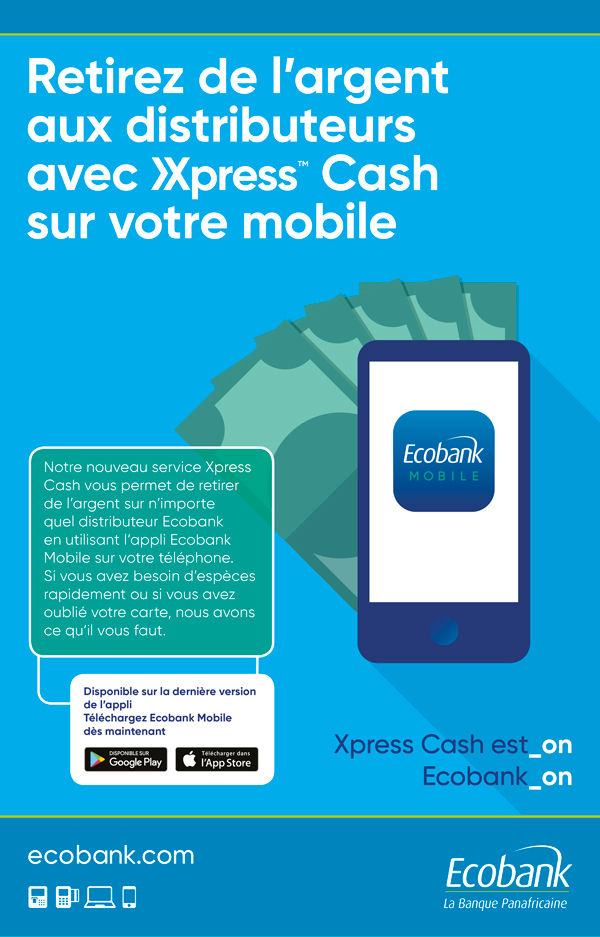 Retirez de l'argent
aux distributeurs
avec Xpress™ Cash
sur votre mobile
Ecobank
MOBILE
Notre nouveau service Xpress
Cash vous permet de retirer
de l'argent sur n'importe
quel distributeur Ecobank
en utilisant l'appli Ecobank
Mobile sur votre téléphone.
Si vous avez besoin d'espèces
rapidement ou si vous avez
oublié votre carte, nous avons
ce qu'il vous faut.
Disponible sur la dernière version
de l'appli
Téléchargez Ecobank Mobile
dès maintenant
DISPONIBLE SUR
Google Play
Télécharger dans
l'App Store
Xpress Cash est_on
Ecobank_on
ecobank.com
Ecobank
La Banque Panafricaine